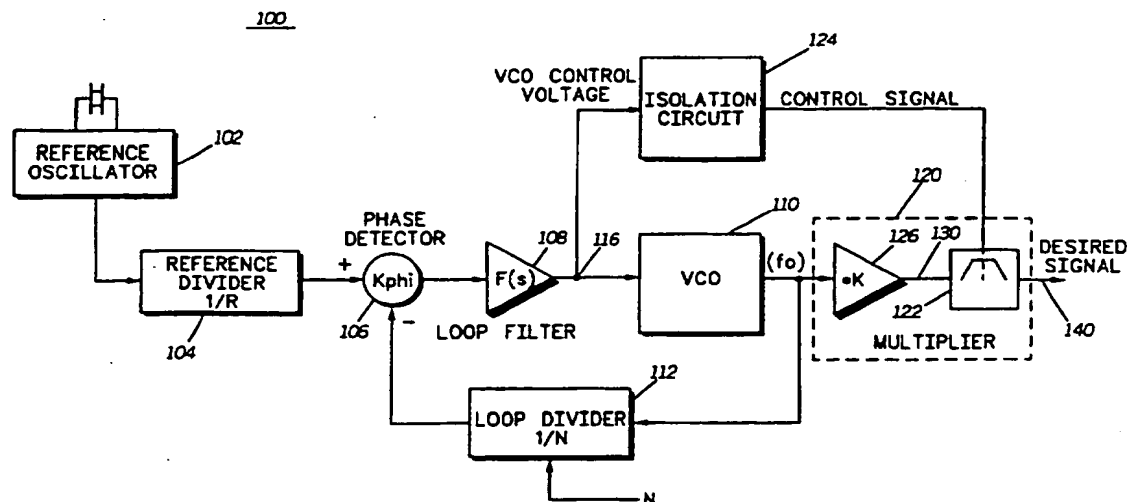 100
124
VCO CONTROL
VOLTAGE
ISOLATION
CIRCUIT
CONTROL SIGNAL
REFERENCE
OSCILLATOR
102
120
110
PHASE
DETECTOR
108
116
126
130
DESIRED
SIGNAL
REFERENCE
DIVIDER
1/R
+
Kphi
F(s)
VCO
(fo)
•K
122
104
106
–
LOOP FILTER
MULTIPLIER
140
112
LOOP DIVIDER
1/N
N